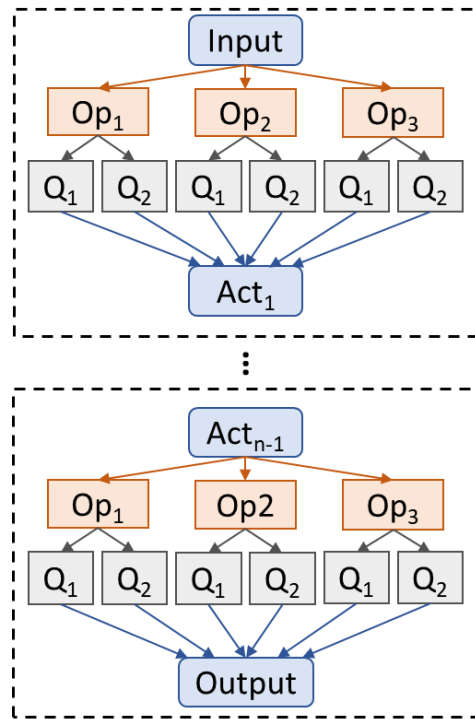 Input
Op₁ Op₂ Op₃
Q₁ Q₂ Q₁ Q₂ Q₁ Q₂
Act₁
⋮
Actₙ₋₁
Op₁ Op2 Op₃
Q₁ Q₂ Q₁ Q₂ Q₁ Q₂
Output